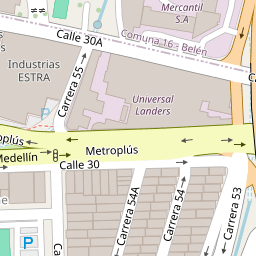 Mercantil
S.A
Calle 30A
Comuna 16 - Belén
Industrias
ESTRA
Carrera 55
Universal
Landers
Metroplús
Medellín
Calle 30
Carrera 54A
Carrera 54
Carrera 53
P